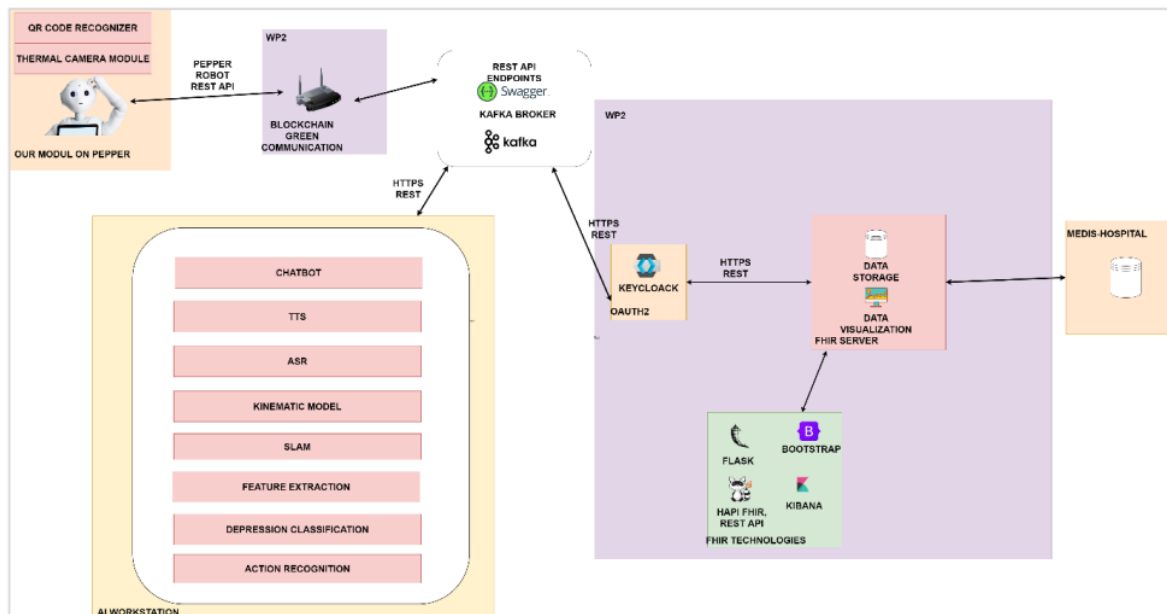 QR CODE RECOGNIZER
THERMAL CAMERA MODULE
OUR MODUL ON PEPPER
PEPPER
ROBOT
REST API
WP2
BLOCKCHAIN
GREEN
COMMUNICATION
REST API
ENDPOINTS
Swagger.
KAFKA BROKER
kafka
HTTPS
REST
HTTPS
REST
CHATBOT
TTS
ASR
KINEMATIC MODEL
SLAM
FEATURE EXTRACTION
DEPRESSION CLASSIFICATION
ACTION RECOGNITION
AI WORKSTATION
WP2
KEYCLOACK
OAUTH2
HTTPS
REST
DATA
STORAGE
DATA
VISUALIZATION
FHIR SERVER
MEDIS-HOSPITAL
FLASK
B
BOOTSTRAP
HAPI FHIR,
REST API
KIBANA
FHIR TECHNOLOGIES